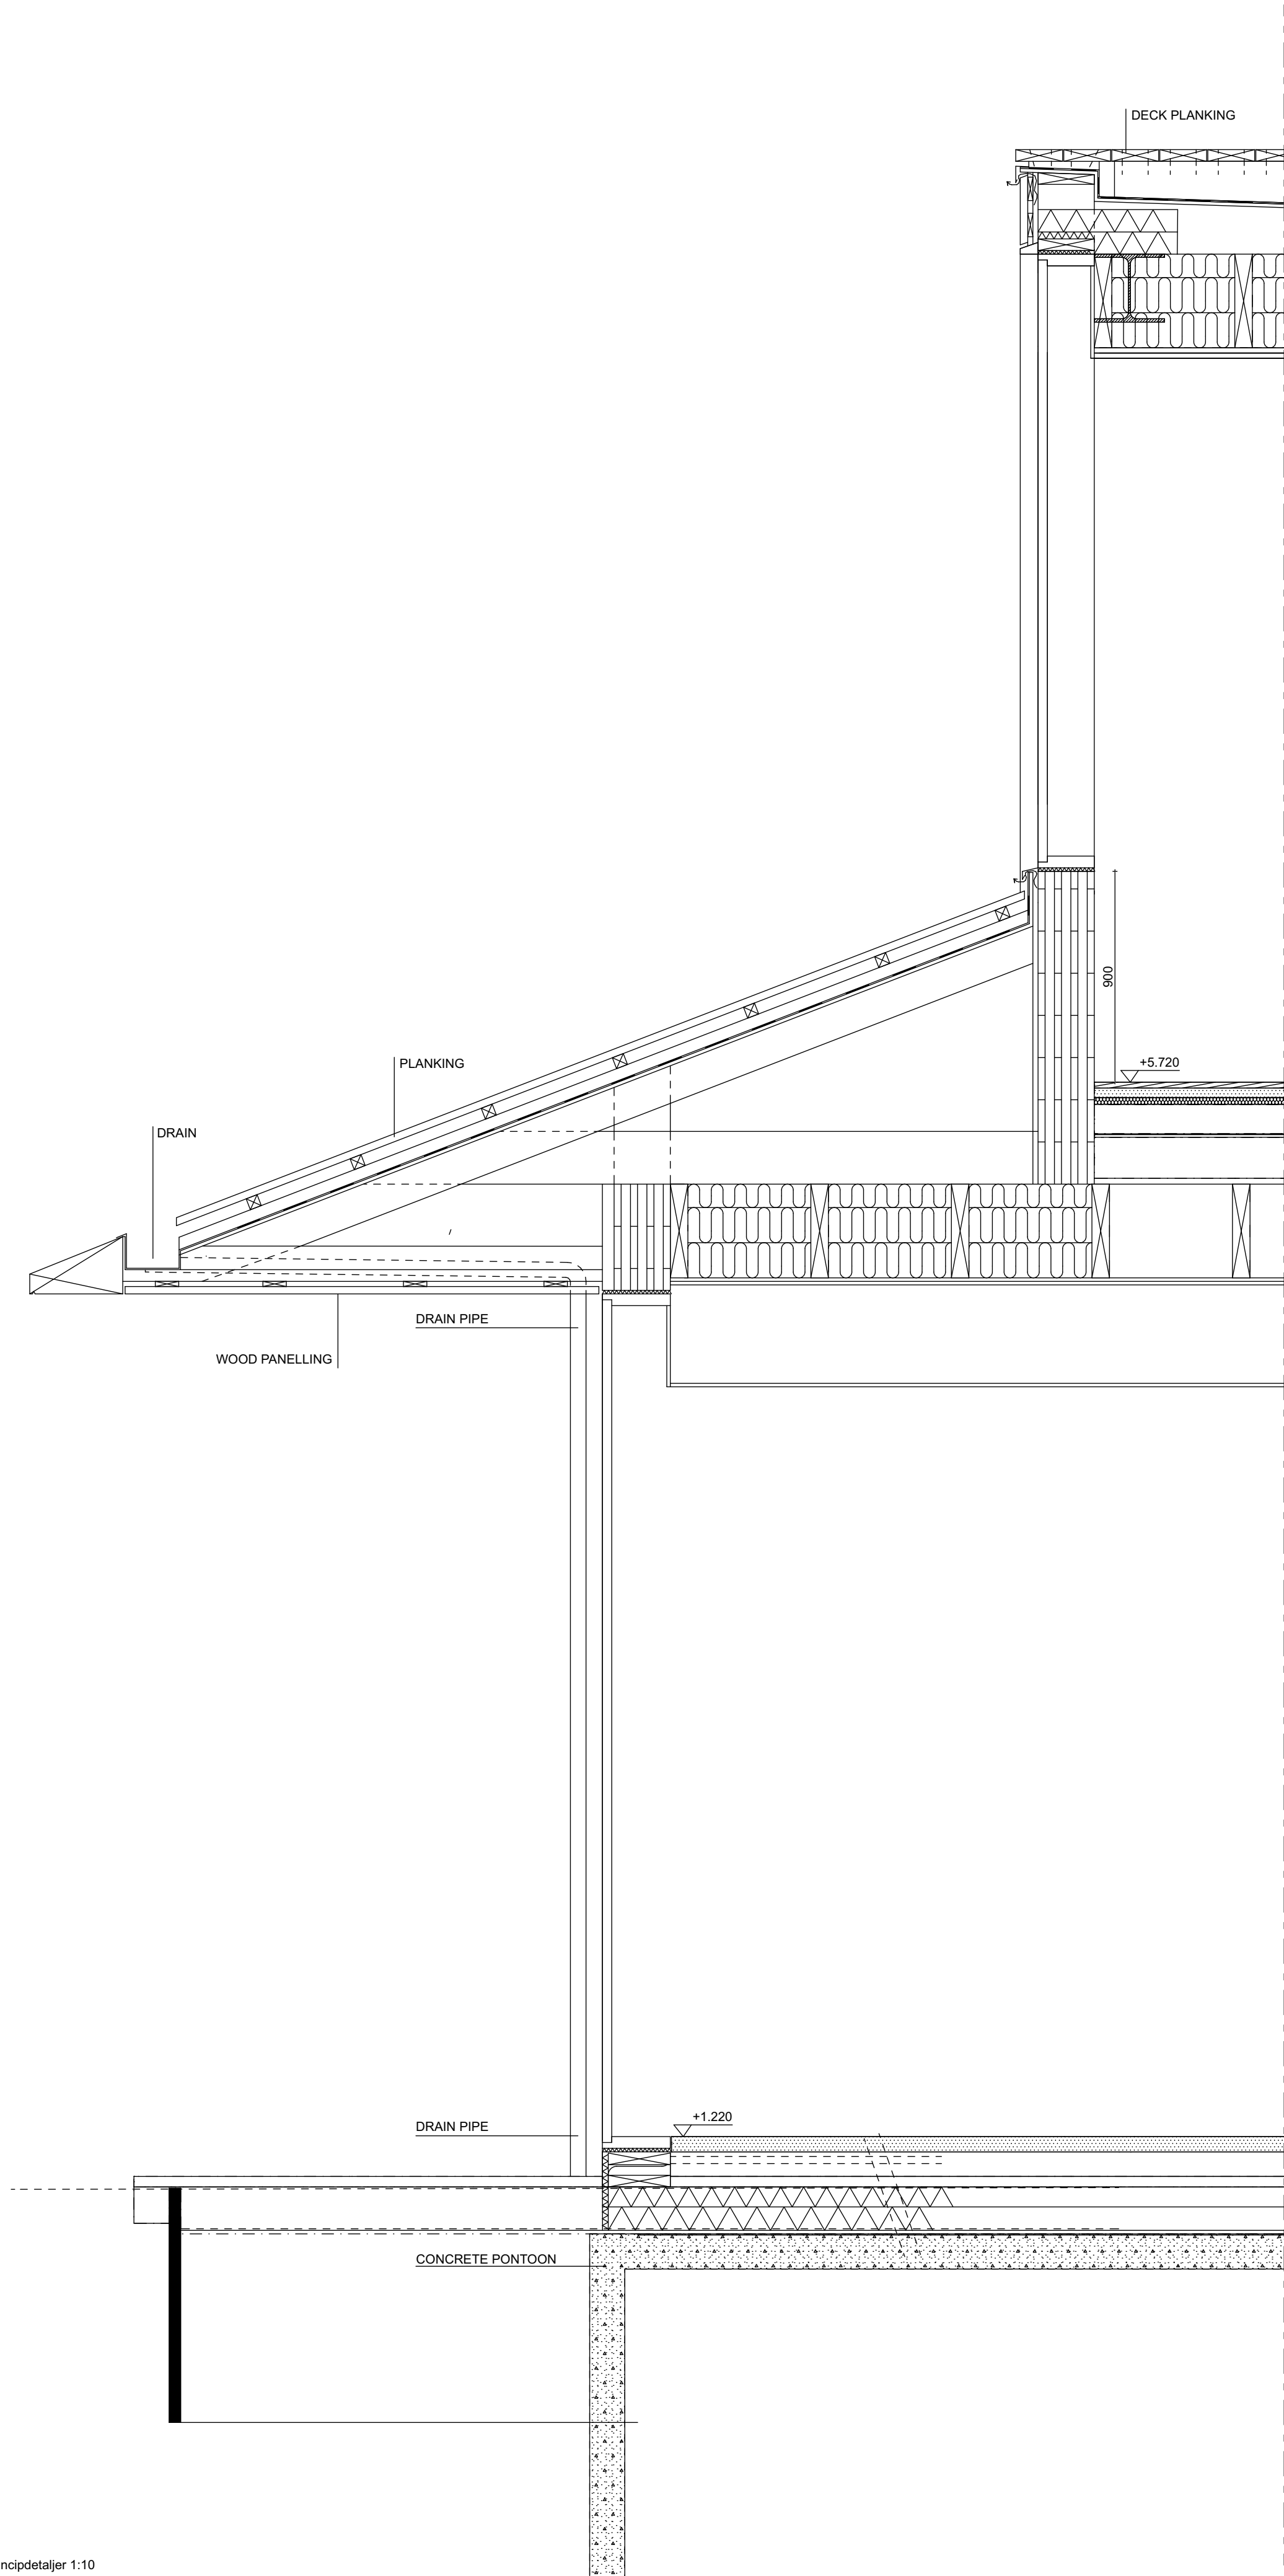 DECK PLANKING
900
+5.720
PLANKING
DRAIN
DRAIN PIPE
WOOD PANELLING
+1.220
DRAIN PIPE
CONCRETE PONTOON
ncipdetaljer 1:10